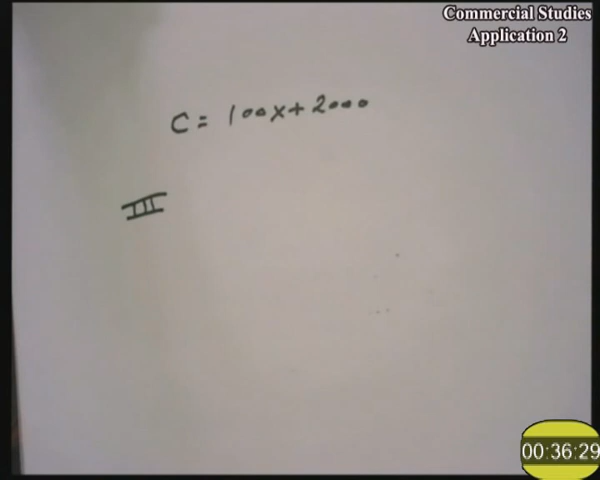 Commercial Studies
Application 2
C = 100x + 2000
III
00:36:29